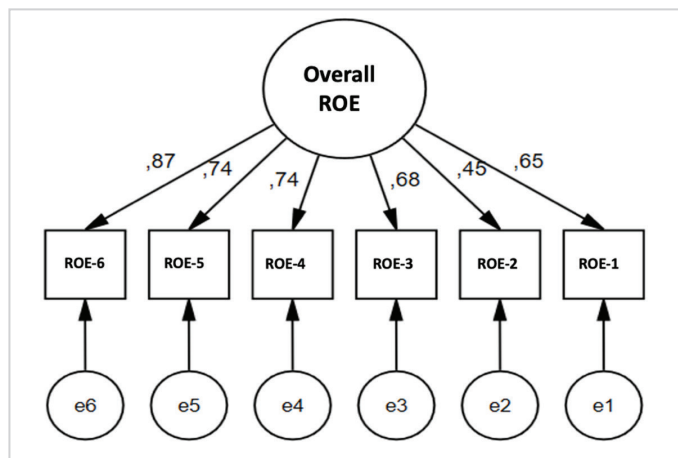 Overall
ROE
,87
,74
,74
,68
,45
,65
ROE-6
ROE-5
ROE-4
ROE-3
ROE-2
ROE-1
e6
e5
e4
e3
e2
e1